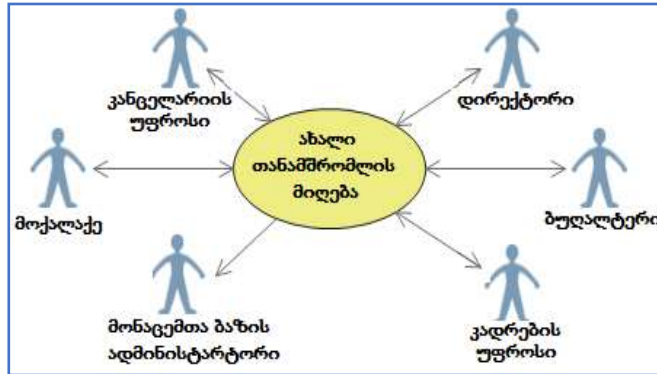 კანცელარიის
უფროსი
დირექტორი
ახალი
თანამშრომლის
მიღება
მოქალაქე
ბუღალტერი
მონაცემთა ბაზის
ადმინისტარტორი
კადრების
უფროსი